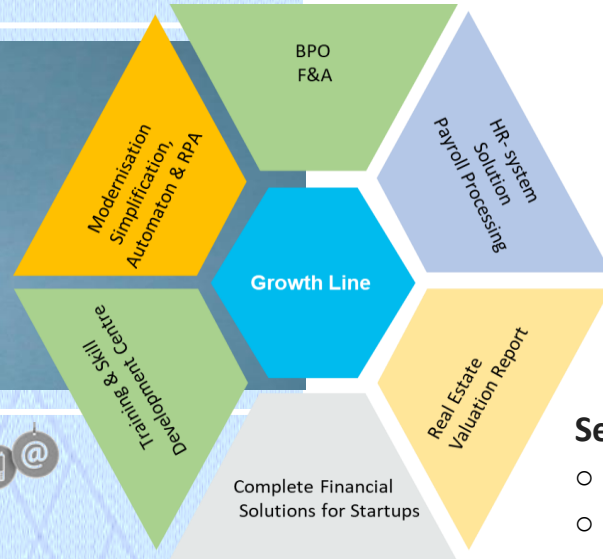 BPO
F&A
HR- system
Solution
Payroll Processing
Modernisation
Simplification,
Automaton & RPA
Growth Line
Training & Skill
Development Centre
Real Estate
Valuation Report
Complete Financial
Solutions for Startups
@